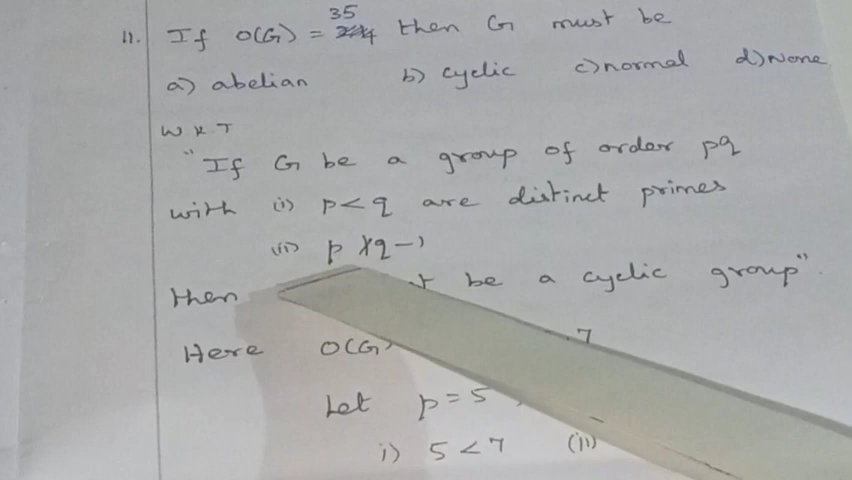 35
11. If O(G) = then G must be
a) abelian b) cyclic c) normal d) None
W K T
"If G be a group of order pq
with (i) p < q are distinct primes
(ii) p ∤ q-1
then be a cyclic group".
Here O(G) 7
Let p = 5
i) 5 < 7 (ii)